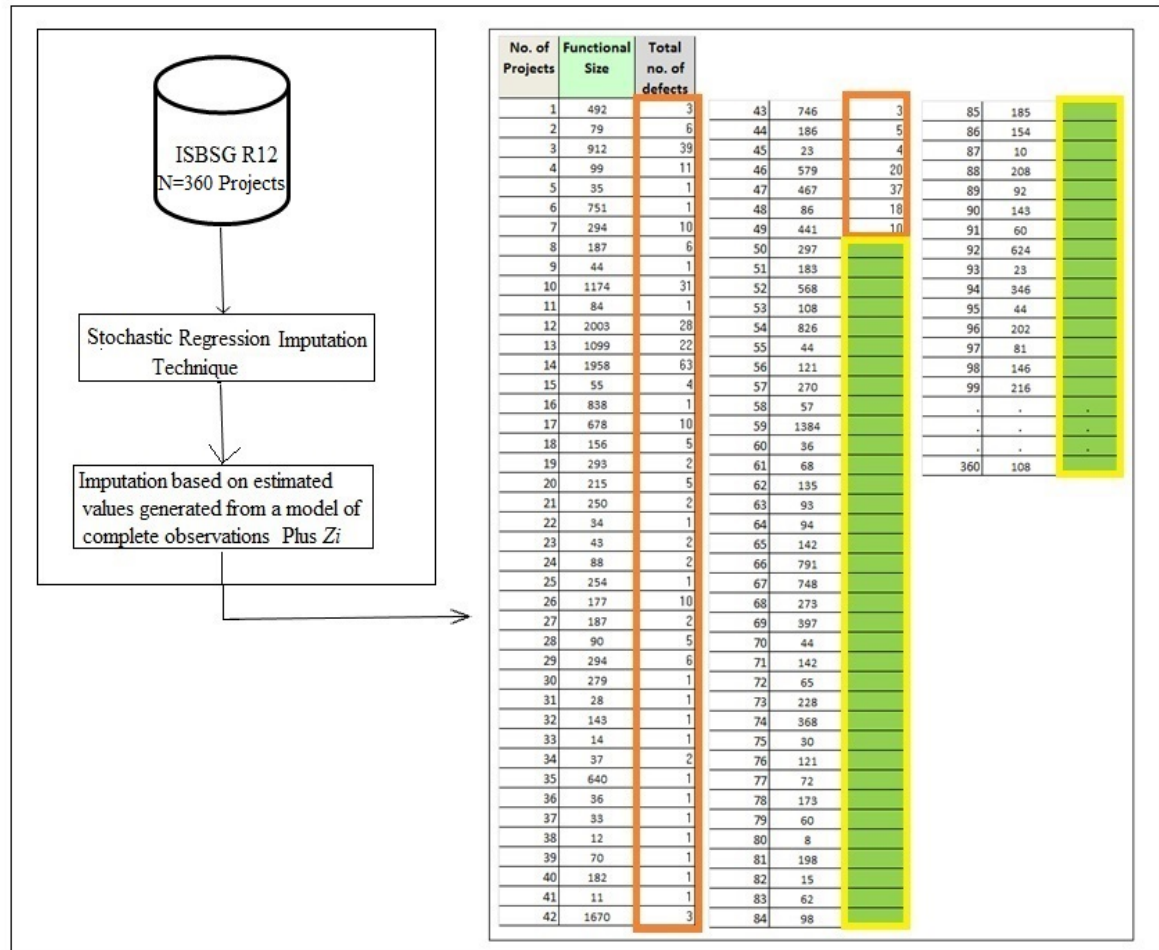 ISBSG R12
N=360 Projects
Stochastic Regression Imputation
Technique
Imputation based on estimated
values generated from a model of
complete observations Plus Zi
No. of Functional Total
Projects Size no. of
defects
1 492 3
2 79 6
3 912 39
4 99 11
5 35 1
6 751 1
7 294 10
8 187 6
9 44 1
10 1174 31
11 84 1
12 2003 28
13 1099 22
14 1958 63
15 55 4
16 838 1
17 678 10
18 156 5
19 293 2
20 215 5
21 250 2
22 34 1
23 43 2
24 88 2
25 254 1
26 177 10
27 187 2
28 90 5
29 294 6
30 279 1
31 28 1
32 143 1
33 14 1
34 37 2
35 640 1
36 36 1
37 33 1
38 12 1
39 70 1
40 182 1
41 11 1
42 1670 3
43 746 3
44 186 5
45 23 4
46 579 20
47 467 37
48 86 18
49 441 10
50 297
51 183
52 568
53 108
54 826
55 44
56 121
57 270
58 57
59 1384
60 36
61 68
62 135
63 93
64 94
65 142
66 791
67 748
68 273
69 397
70 44
71 142
72 65
73 228
74 368
75 30
76 121
77 72
78 173
79 60
80 8
81 198
82 15
83 62
84 98
85 185
86 154
87 10
88 208
89 92
90 143
91 60
92 624
93 23
94 346
95 44
96 202
97 81
98 146
99 216
. . .
. . .
. . .
360 108